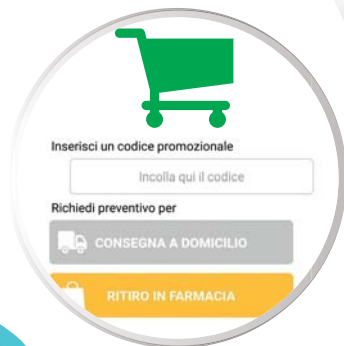 Inserisci un codice promozionale
Incolla qui il codice
Richiedi preventivo per
CONSEGNA A DOMICILIO
RITIRO IN FARMACIA